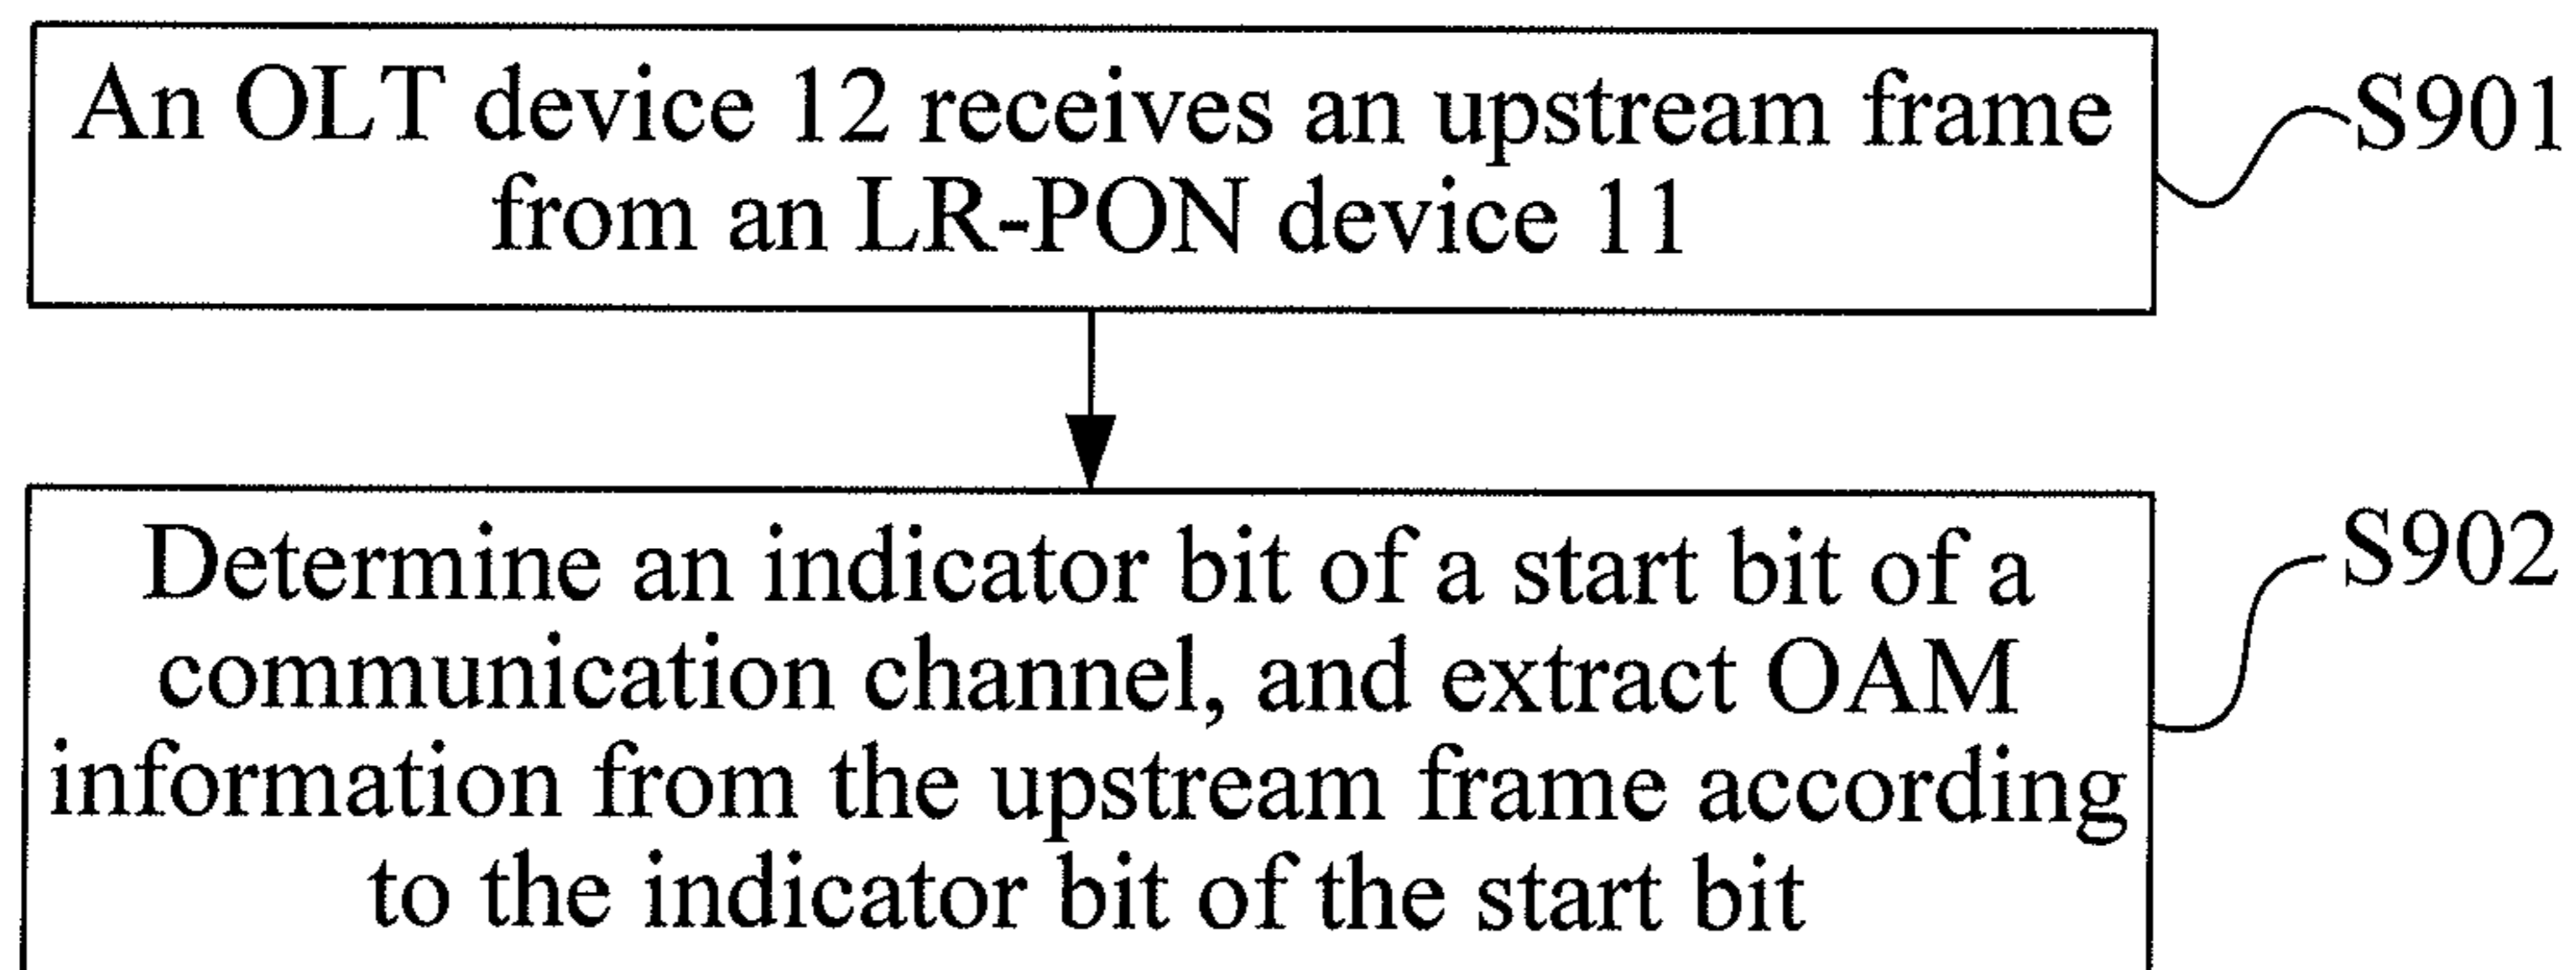 An OLT device 12 receives an upstream frame
from an LR-PON device 11
S901
Determine an indicator bit of a start bit of a
communication channel, and extract OAM
information from the upstream frame according
to the indicator bit of the start bit
S902